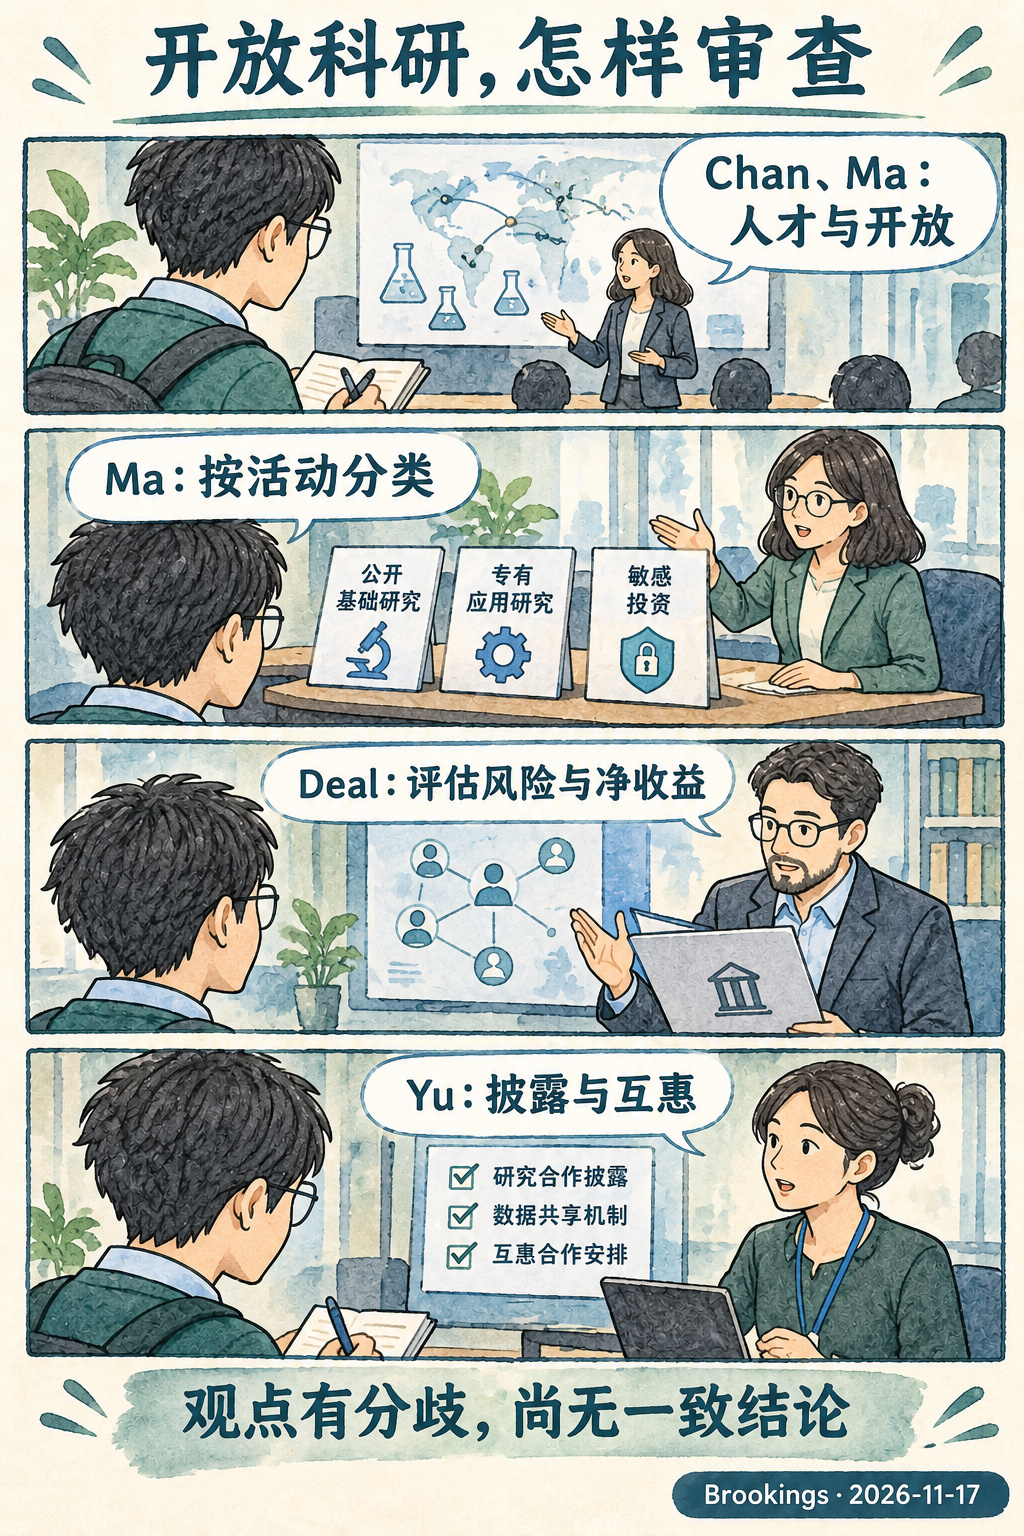 开放科研，怎样审查
Chan、Ma：
人才与开放
Ma：按活动分类
公开
基础研究
专有
应用研究
敏感
投资
Deal：评估风险与净收益
Yu：披露与互惠
研究合作披露
数据共享机制
互惠合作安排
观点有分歧，尚无一致结论
Brookings · 2026-11-17